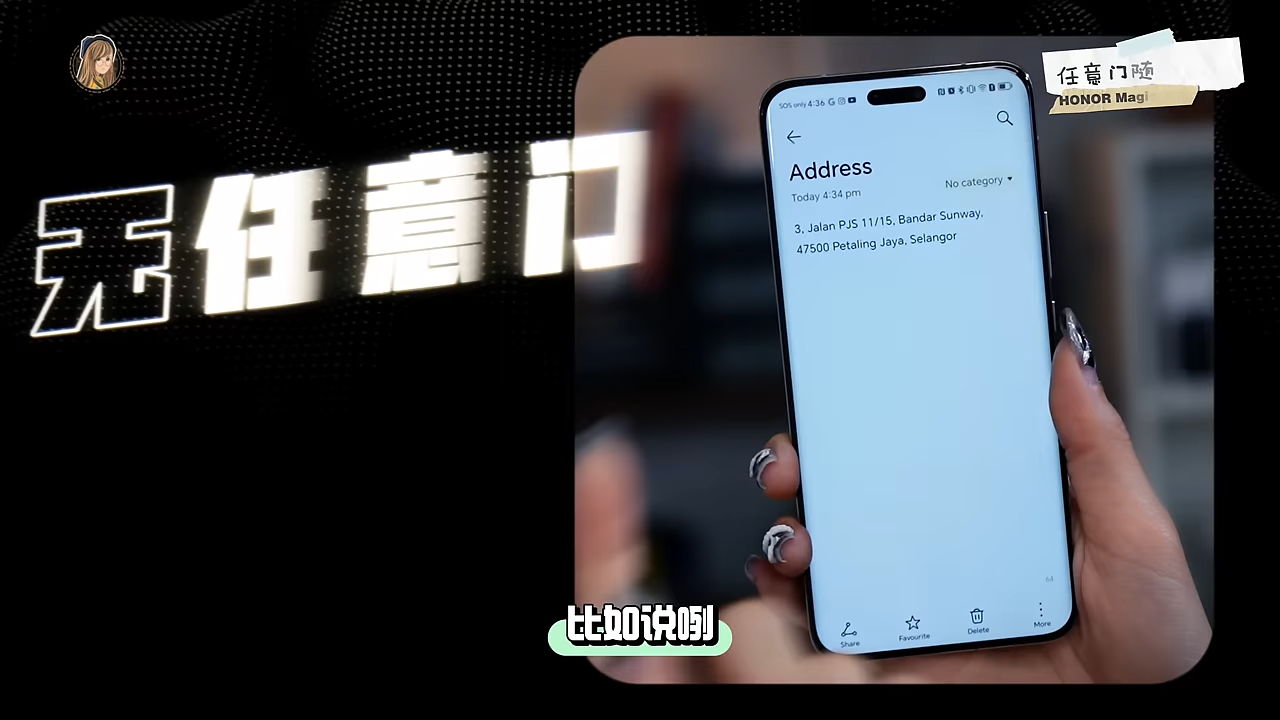 无任意门
任意门随
HONOR Magi
SOS only 4:36
Address
Today 4:34 pm
No category
3, Jalan PJS 11/15, Bandar Sunway,
47500 Petaling Jaya, Selangor
64
Share
Favourite
Delete
More
比如说咧